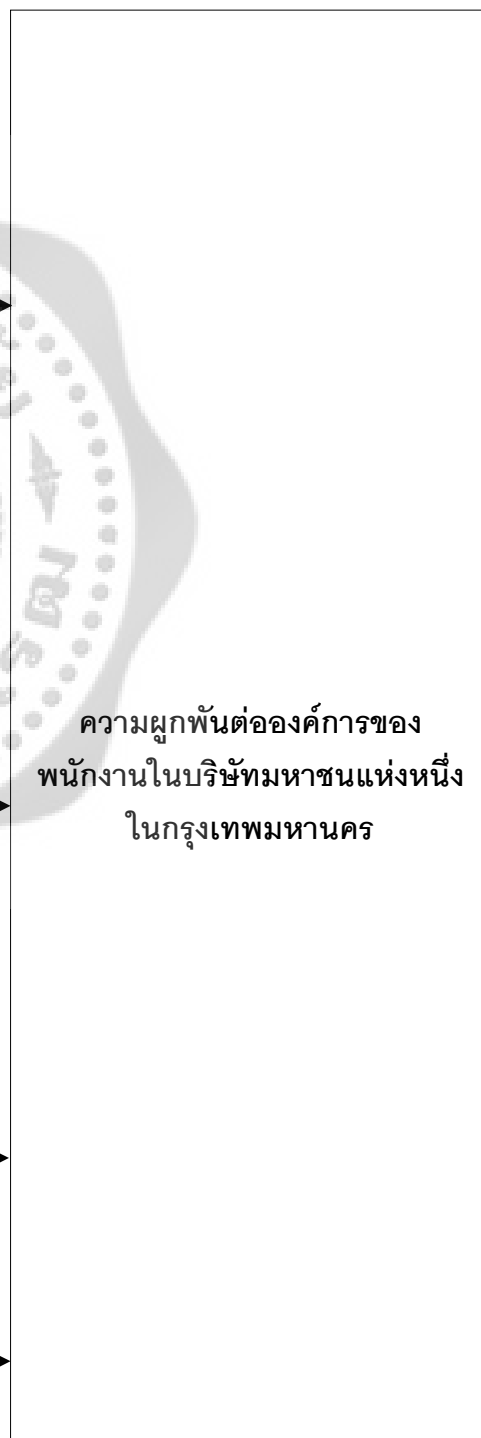 ความผูกพันต่อองค์การของ
พนักงานในบริษัทมหาชนแห่งหนึ่ง
ในกรุงเทพมหานคร